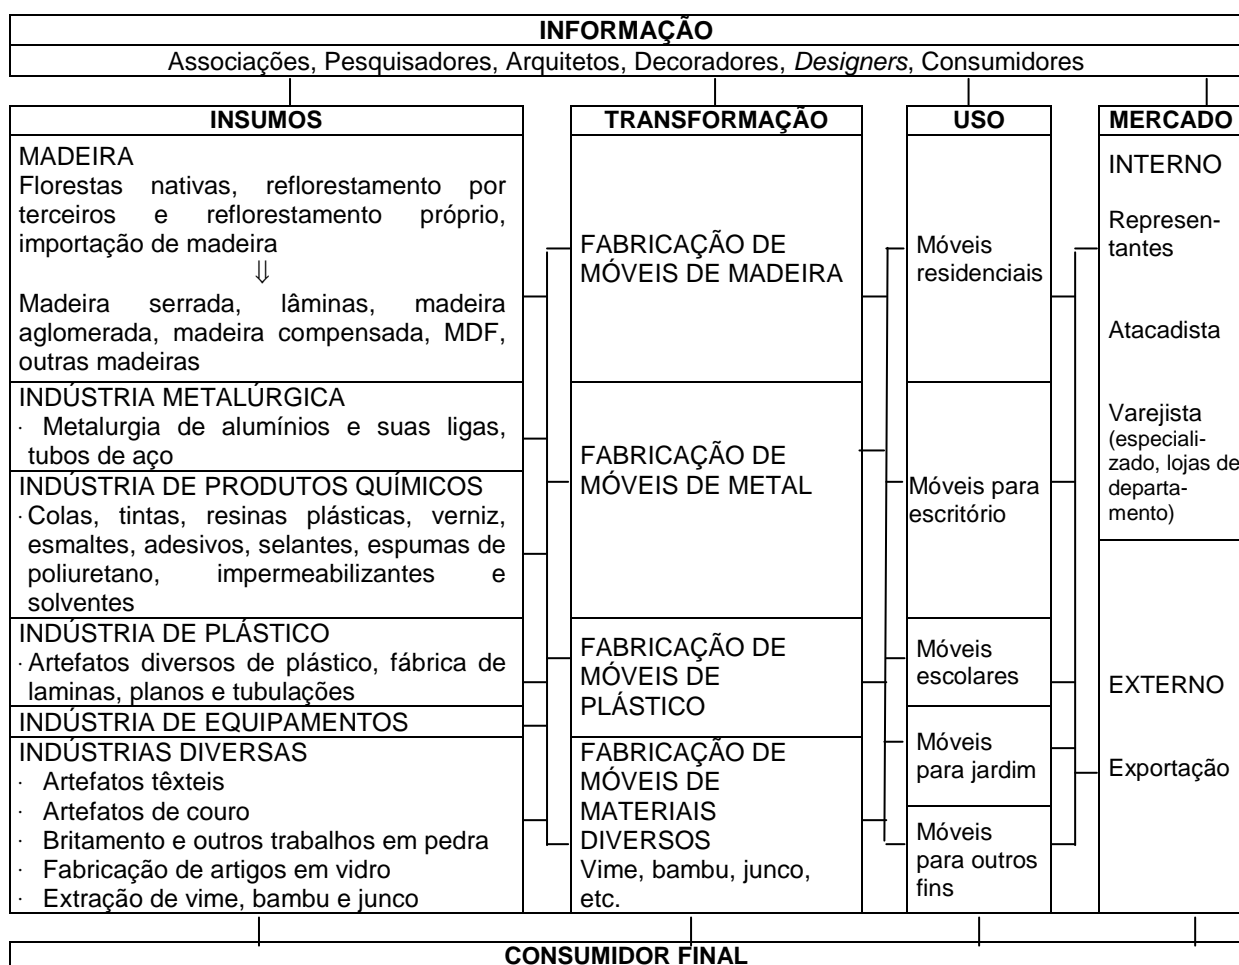 INFORMAÇÃO
Associações, Pesquisadores, Arquitetos, Decoradores, Designers, Consumidores
INSUMOS
MADEIRA
Florestas nativas, reflorestamento por
terceiros e reflorestamento próprio,
importação de madeira
⇓
Madeira serrada, lâminas, madeira
aglomerada, madeira compensada, MDF,
outras madeiras
INDÚSTRIA METALÚRGICA
· Metalurgia de alumínios e suas ligas,
tubos de aço
INDÚSTRIA DE PRODUTOS QUÍMICOS
· Colas, tintas, resinas plásticas, verniz,
esmaltes, adesivos, selantes, espumas de
poliuretano, impermeabilizantes e
solventes
INDÚSTRIA DE PLÁSTICO
· Artefatos diversos de plástico, fábrica de
laminas, planos e tubulações
INDÚSTRIA DE EQUIPAMENTOS
INDÚSTRIAS DIVERSAS
· Artefatos têxteis
· Artefatos de couro
· Britamento e outros trabalhos em pedra
· Fabricação de artigos em vidro
· Extração de vime, bambu e junco
TRANSFORMAÇÃO
FABRICAÇÃO DE
MÓVEIS DE MADEIRA
FABRICAÇÃO DE
MÓVEIS DE METAL
FABRICAÇÃO DE
MÓVEIS DE
PLÁSTICO
FABRICAÇÃO DE
MÓVEIS DE
MATERIAIS
DIVERSOS
Vime, bambu, junco,
etc.
USO
Móveis
residenciais
Móveis para
escritório
Móveis
escolares
Móveis
para jardim
Móveis
para outros
fins
MERCADO
INTERNO
Represen-
tantes
Atacadista
Varejista
(especiali-
zado, lojas de
departa-
mento)
EXTERNO
Exportação
CONSUMIDOR FINAL